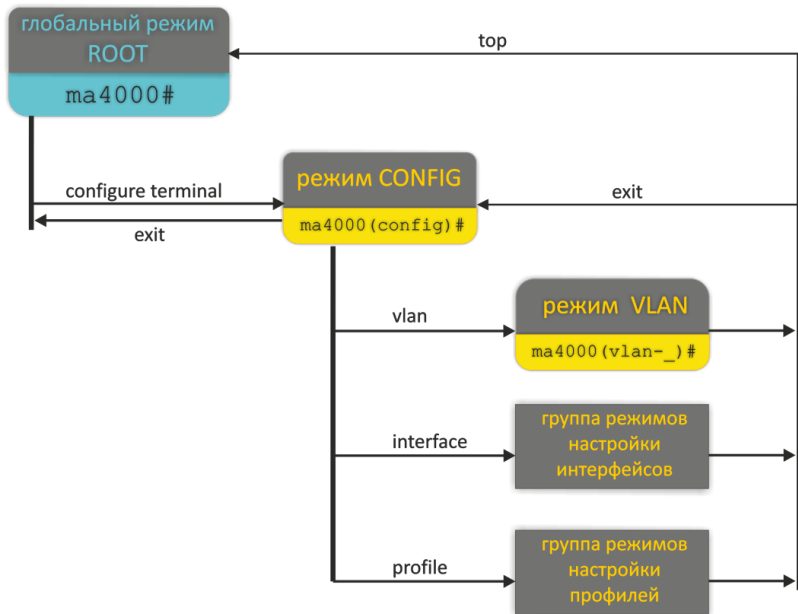 глобальный режим
ROOT
ma4000#
top
configure terminal
exit
режим CONFIG
ma4000(config)#
exit
vlan
режим VLAN
ma4000(vlan-_)#
interface
группа режимов
настройки
интерфейсов
profile
группа режимов
настройки
профилей